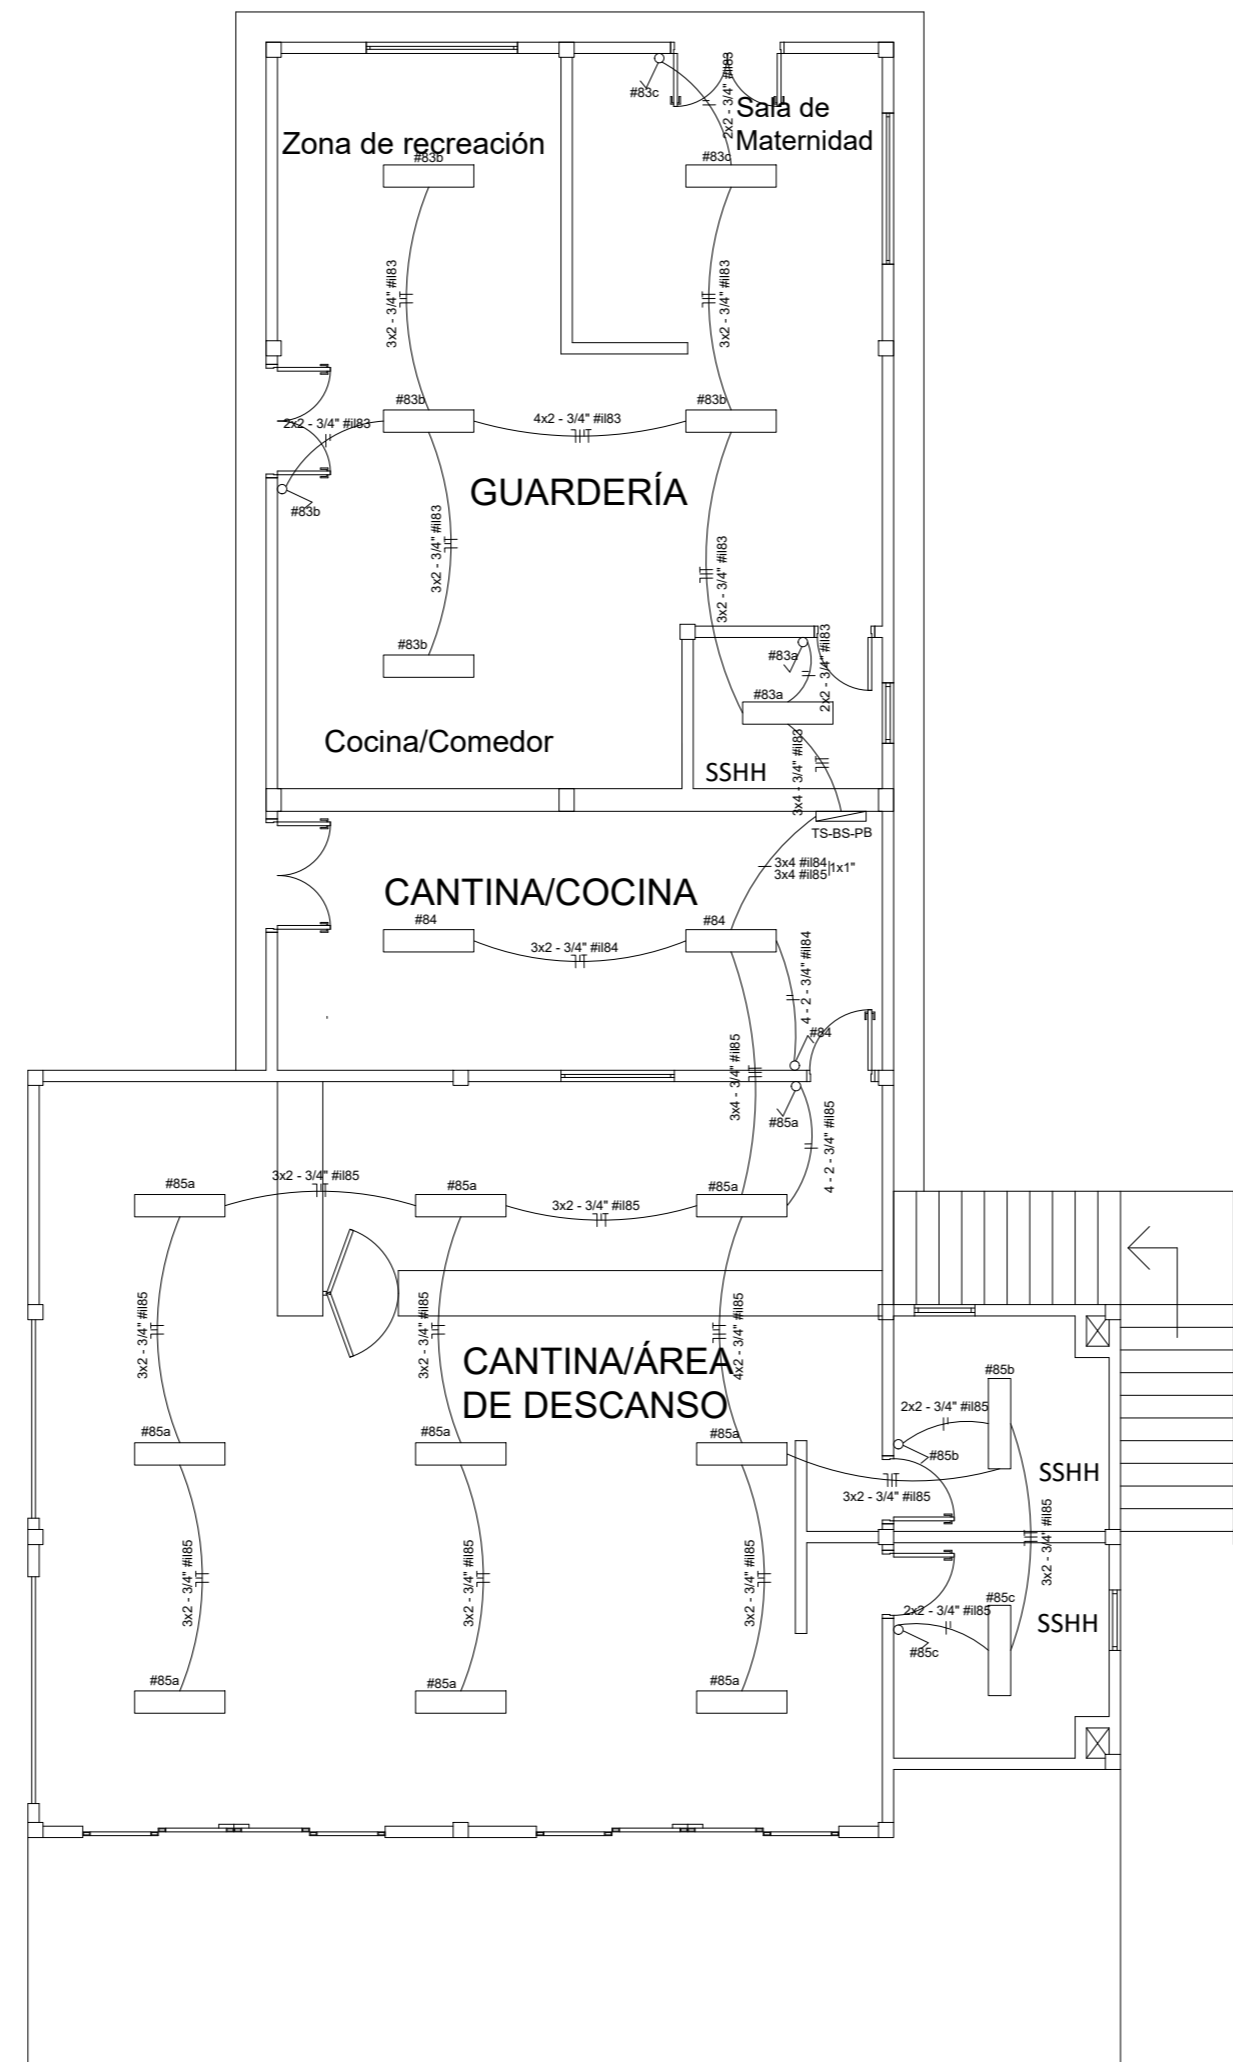 #83c
2x2 - 3/4" #il83
Sala de
Maternidad
Zona de recreación
#83b
#83c
3x2 - 3/4" #il83
3x2 - 3/4" #il83
#83b
#83b
2x2 - 3/4" #il83
4x2 - 3/4" #il83
GUARDERÍA
#83b
3x2 - 3/4" #il83
3x2 - 3/4" #il83
#83b
#83a
2x2 - 3/4" #il83
#83a
Cocina/Comedor
SSHH
3x4 - 3/4" #il83
TS-BS-PB
3x4 #il84
3x4 #il85
1x1"
CANTINA/COCINA
#84
#84
3x2 - 3/4" #il84
4 - 2 - 3/4" #il84
#84
3x4 - 3/4" #il85
#85a
4 - 2 - 3/4" #il85
#85a
3x2 - 3/4" #il85
#85a
3x2 - 3/4" #il85
#85a
3x2 - 3/4" #il85
3x2 - 3/4" #il85
4x2 - 3/4" #il85
CANTINA/ÁREA
DE DESCANSO
#85b
2x2 - 3/4" #il85
#85a
#85a
#85a
#85b
SSHH
3x2 - 3/4" #il85
3x2 - 3/4" #il85
3x2 - 3/4" #il85
3x2 - 3/4" #il85
3x2 - 3/4" #il85
#85c
2x2 - 3/4" #il85
SSHH
#85c
#85a
#85a
#85a